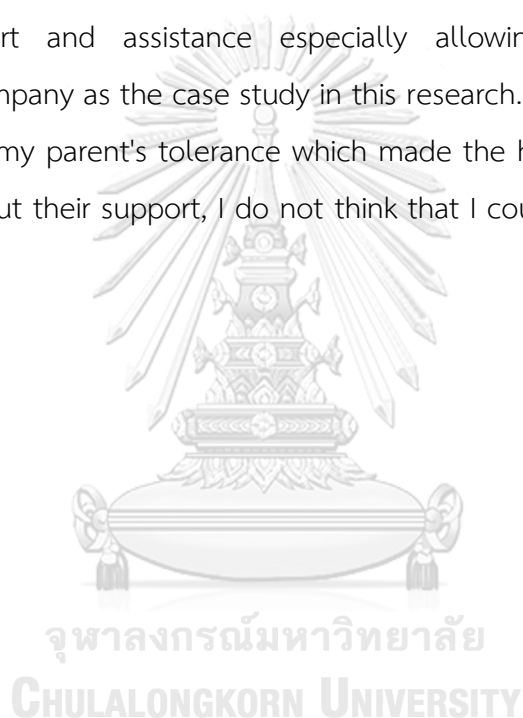 rt and assistance especially allowin
mpany as the case study in this research.
my parent's tolerance which made the h
ut their support, I do not think that I cou
จุฬาลงกรณ์มหาวิทยาลัย
CHULALONGKORN UNIVERSITY